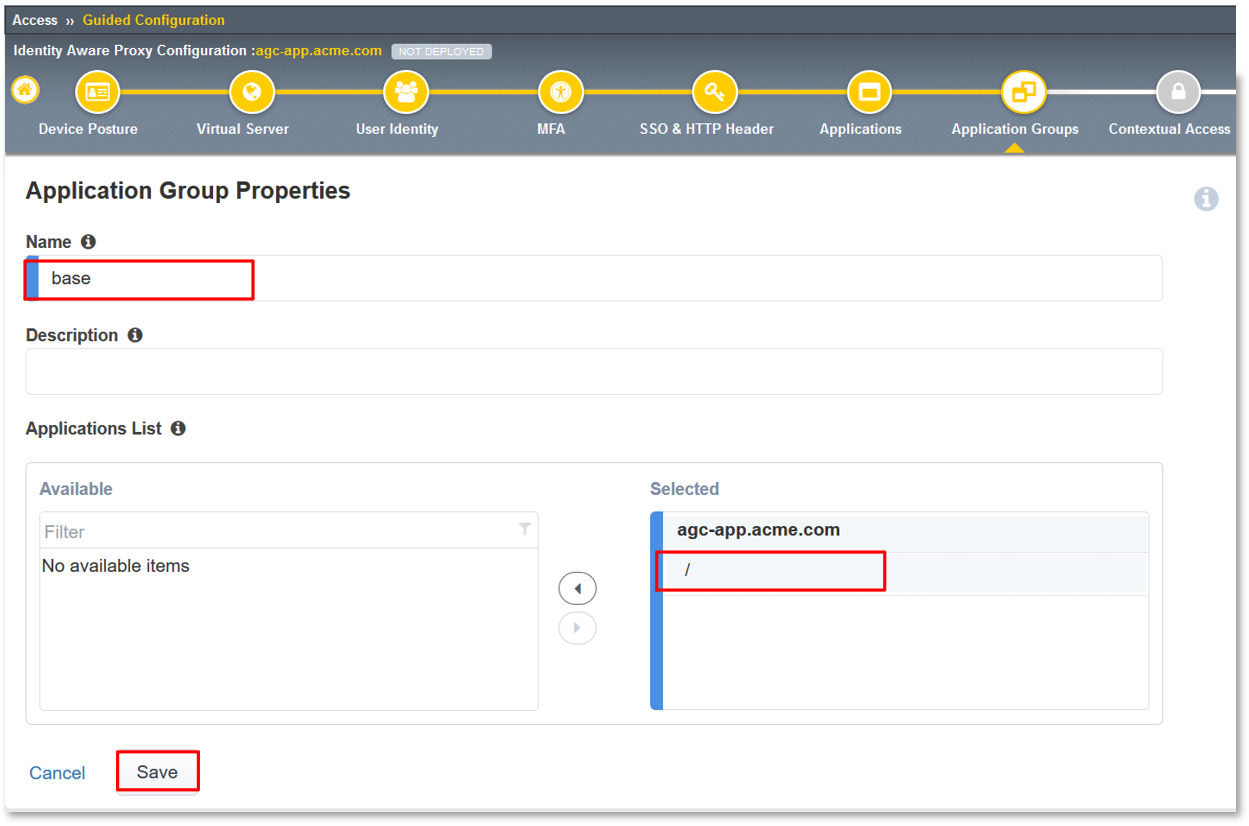 Access » Guided Configuration
Identity Aware Proxy Configuration :agc-app.acme.com NOT DEPLOYED
Device Posture Virtual Server User Identity MFA SSO & HTTP Header Applications Application Groups Contextual Access
Application Group Properties
Name
base
Description
Applications List
Available
Filter
No available items
Selected
agc-app.acme.com
/
Cancel Save